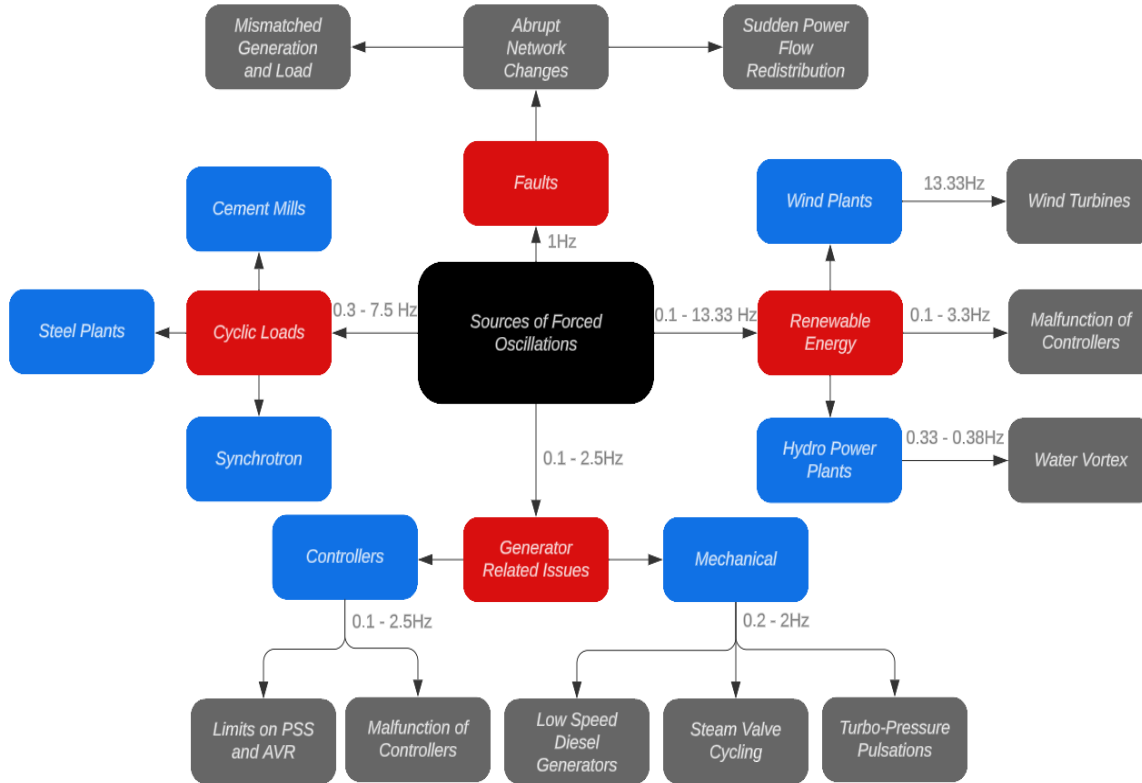 Mismatched
Generation
and Load
Abrupt
Network
Changes
Sudden Power
Flow
Redistribution
Faults
1Hz
Cement Mills
Wind Plants
13.33Hz
Wind Turbines
Steel Plants
Cyclic Loads
0.3 - 7.5 Hz
Sources of Forced
Oscillations
0.1 - 13.33 Hz
Renewable
Energy
0.1 - 3.3Hz
Malfunction of
Controllers
Synchrotron
0.1 - 2.5Hz
Hydro Power
Plants
0.33 - 0.38Hz
Water Vortex
Controllers
Generator
Related Issues
Mechanical
0.1 - 2.5Hz
0.2 - 2Hz
Limits on PSS
and AVR
Malfunction of
Controllers
Low Speed
Diesel
Generators
Steam Valve
Cycling
Turbo-Pressure
Pulsations